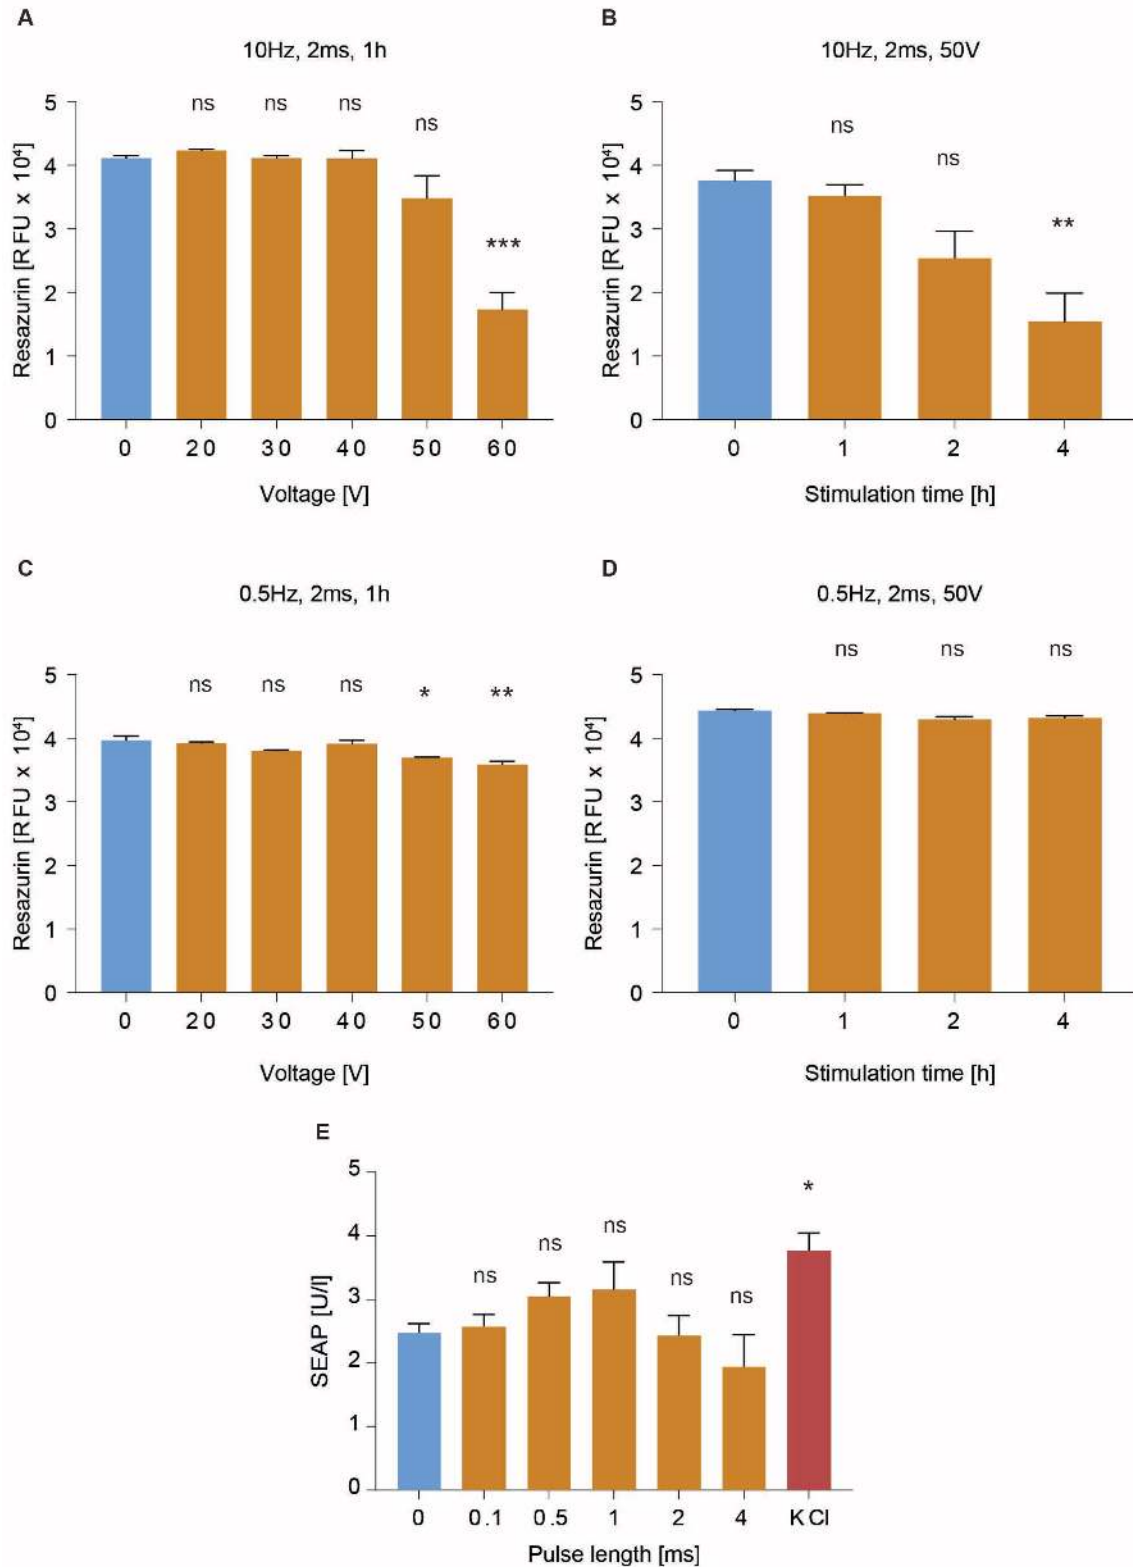 A
10Hz, 2ms, 1h
ns ns ns ns ***
5
4
3
2
1
0
Resazurin [RFU x 10⁴]
0 20 30 40 50 60
Voltage [V]
B
10Hz, 2ms, 50V
ns ns **
5
4
3
2
1
0
Resazurin [RFU x 10⁴]
0 1 2 4
Stimulation time [h]
C
0.5Hz, 2ms, 1h
ns ns ns * **
5
4
3
2
1
0
Resazurin [RFU x 10⁴]
0 20 30 40 50 60
Voltage [V]
D
0.5Hz, 2ms, 50V
ns ns ns
5
4
3
2
1
0
Resazurin [RFU x 10⁴]
0 1 2 4
Stimulation time [h]
E
ns ns ns ns ns *
5
4
3
2
1
0
SEAP [U/l]
0 0.1 0.5 1 2 4 KCl
Pulse length [ms]